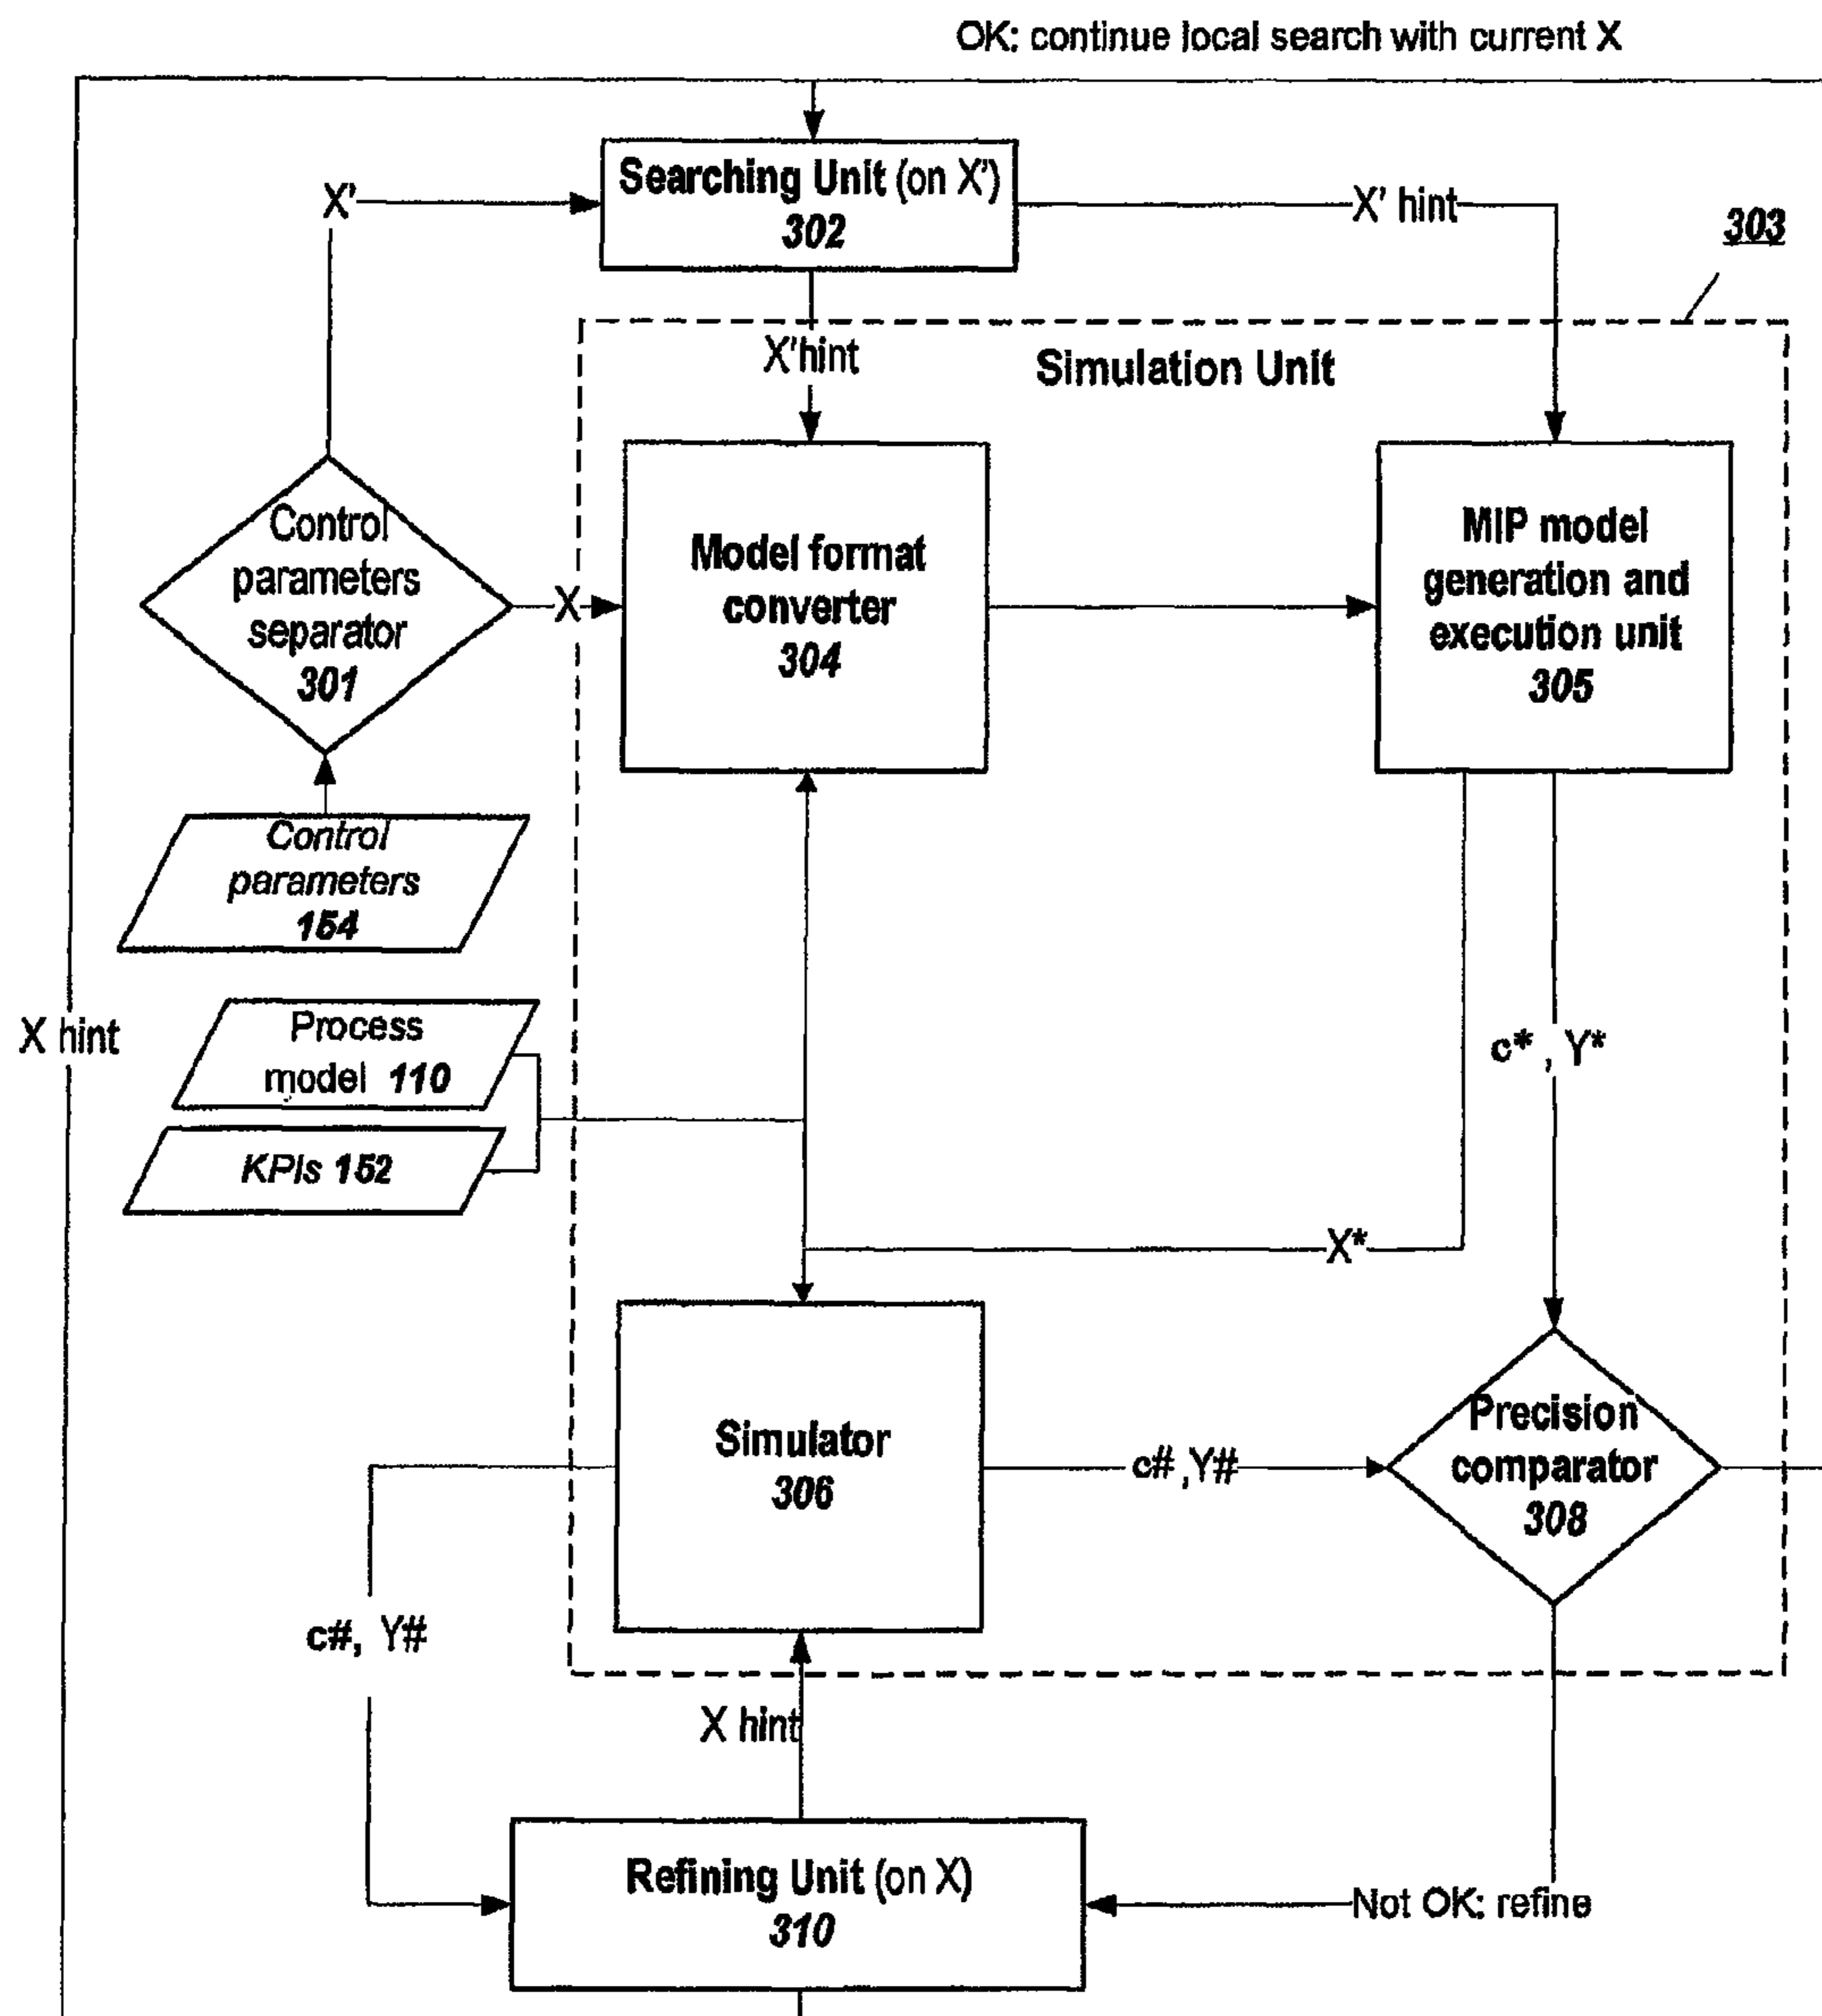 OK: continue local search with current X
Searching Unit (on X')
302
X'
X' hint
303
X'hint
Simulation Unit
Control
parameters
separator
301
X
Model format
converter
304
MIP model
generation and
execution unit
305
Control
parameters
154
X hint
Process
model 110
c* , Y*
KPIs 152
X*
Simulator
306
c# ,Y#
Precision
comparator
308
c#, Y#
X hint
Refining Unit (on X)
310
Not OK: refine